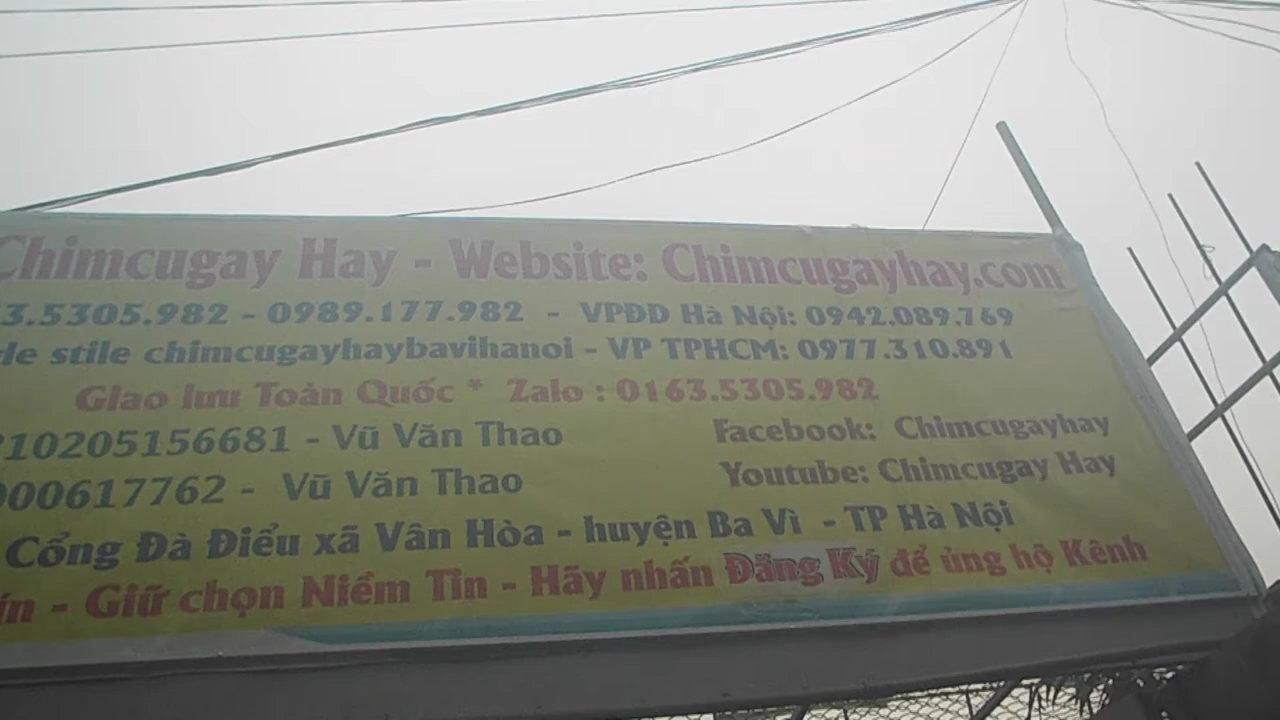 Chimcugay Hay - Website: Chimcugayhay.com
3.5305.982 - 0989.177.982 - VPĐD Hà Nội: 0942.089.769
le stile chimcugayhaybavihanoi - VP TPHCM: 0977.310.891
Giao lưu Toàn Quốc * Zalo : 0163.5305.982
10205156681 - Vũ Văn Thao
Facebook: Chimcugayhay
000617762 - Vũ Văn Thao
Youtube: Chimcugay Hay
Cổng Đà Điểu xã Vân Hòa - huyện Ba Vì - TP Hà Nội
ín - Giữ chọn Niềm Tin - Hãy nhấn Đăng Ký để ủng hộ Kênh